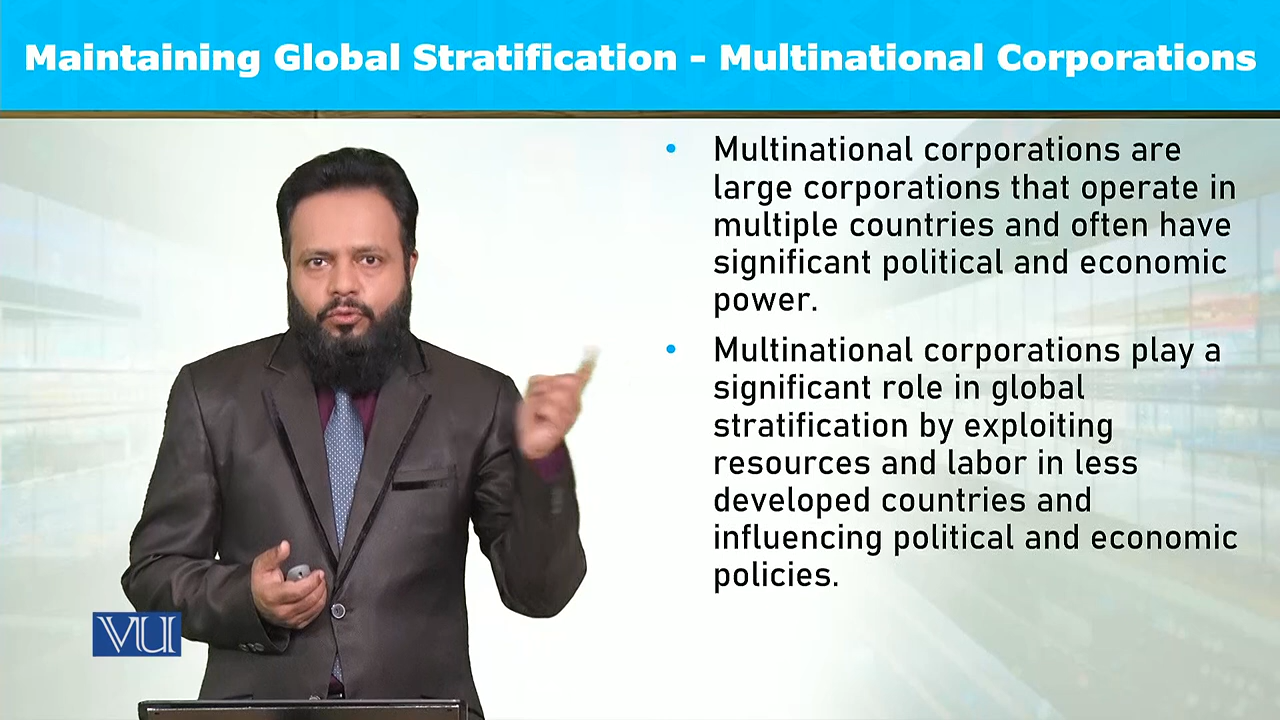 Maintaining Global Stratification - Multinational Corporations
• Multinational corporations are
large corporations that operate in
multiple countries and often have
significant political and economic
power.
• Multinational corporations play a
significant role in global
stratification by exploiting
resources and labor in less
developed countries and
influencing political and economic
policies.
VU